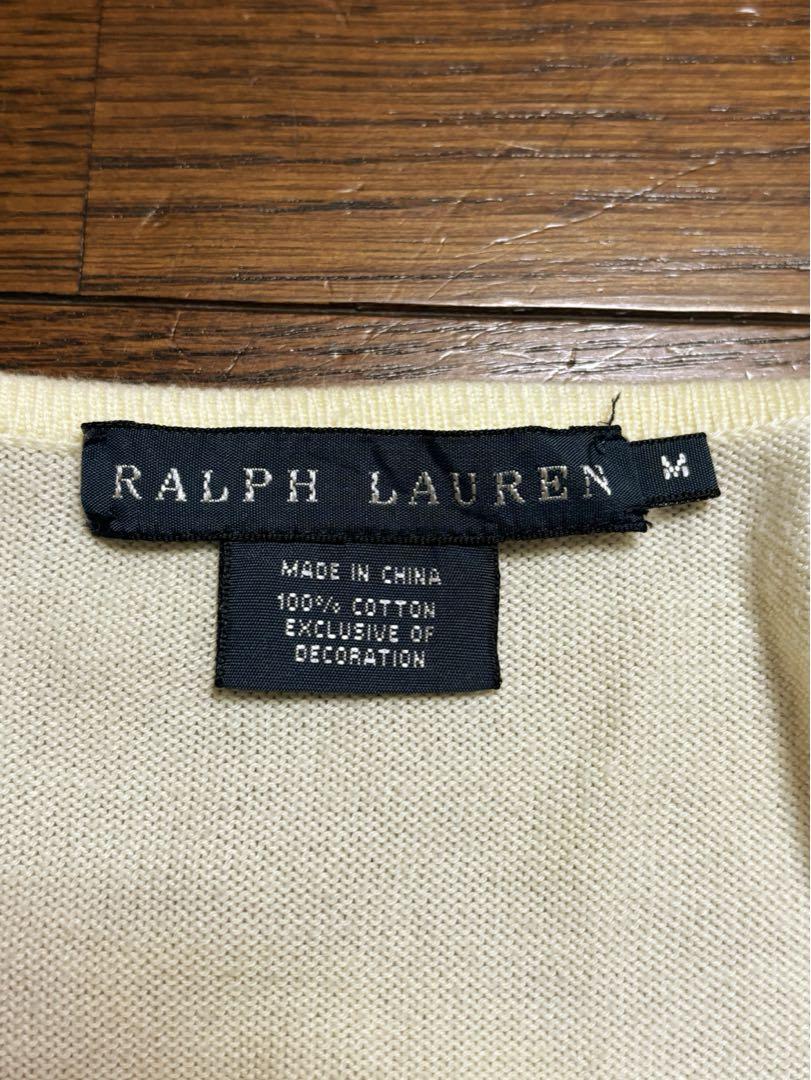 RALPH LAUREN
M
MADE IN CHINA
100% COTTON
EXCLUSIVE OF
DECORATION